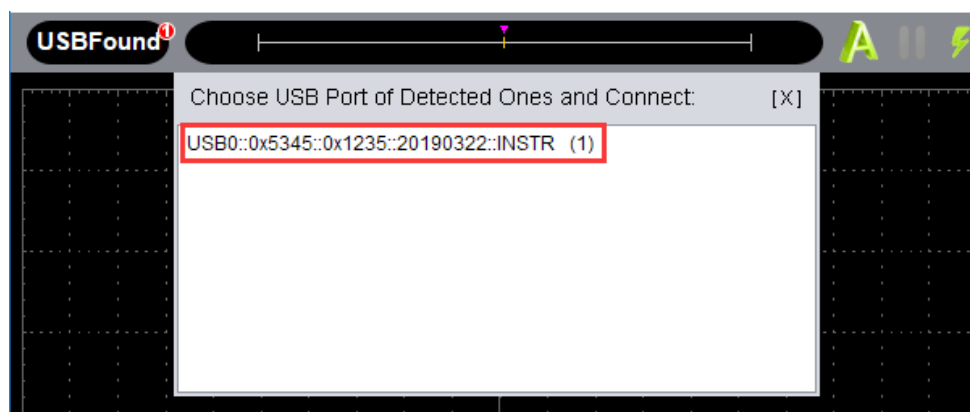 USBFound 1
A
Choose USB Port of Detected Ones and Connect: [X]
USB0::0x5345::0x1235::20190322::INSTR (1)